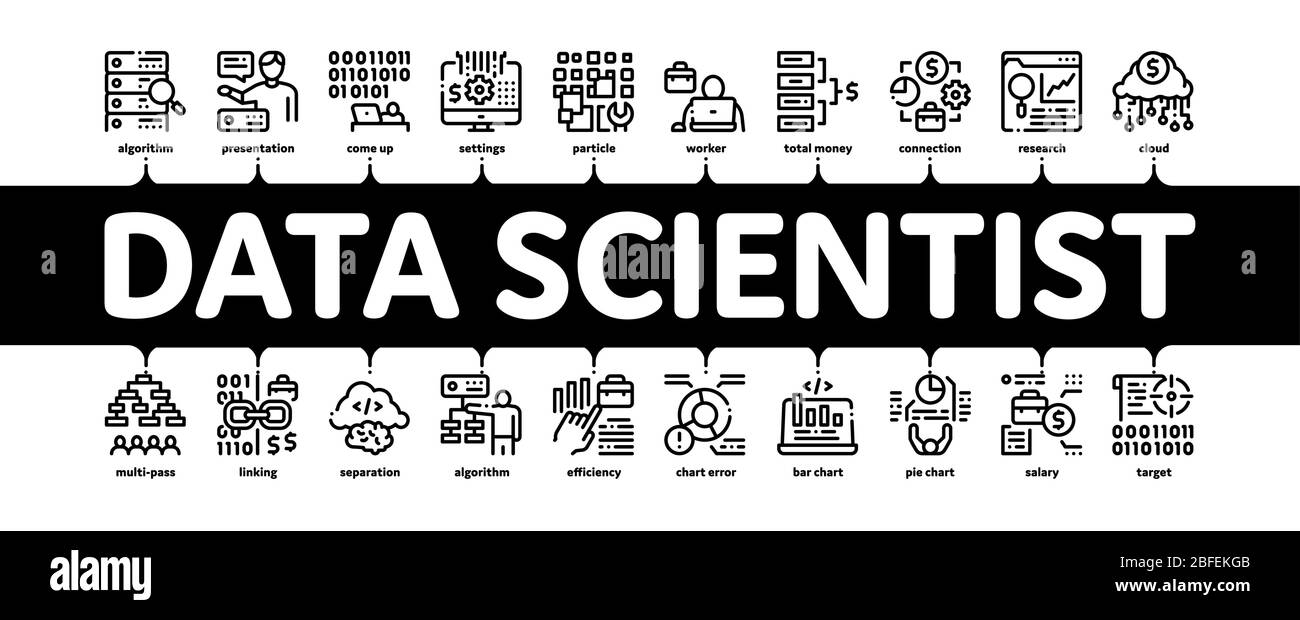 00011011
01101010
010101
$
$
$
$
algorithm presentation come up settings particle worker total money connection research cloud
DATA SCIENTIST
a a a a
001
011
00
1110 $ $
</>
</>
$
00011011
01101010
multi-pass linking separation algorithm efficiency chart error bar chart pie chart salary target
alamy
Image ID: 2BFEKGB
www.alamy.com